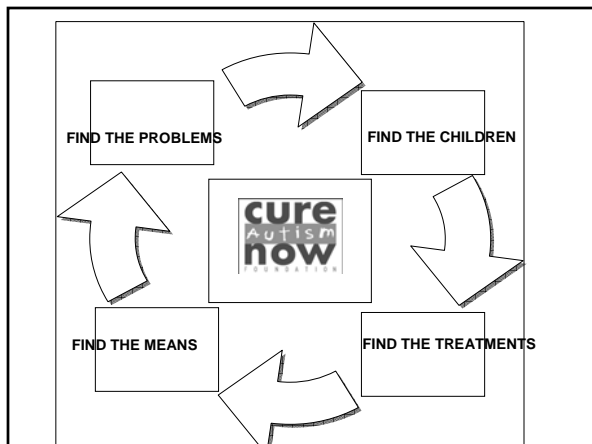 FIND THE PROBLEMS
FIND THE CHILDREN
cure
Autism
now
FOUNDATION
FIND THE MEANS
FIND THE TREATMENTS